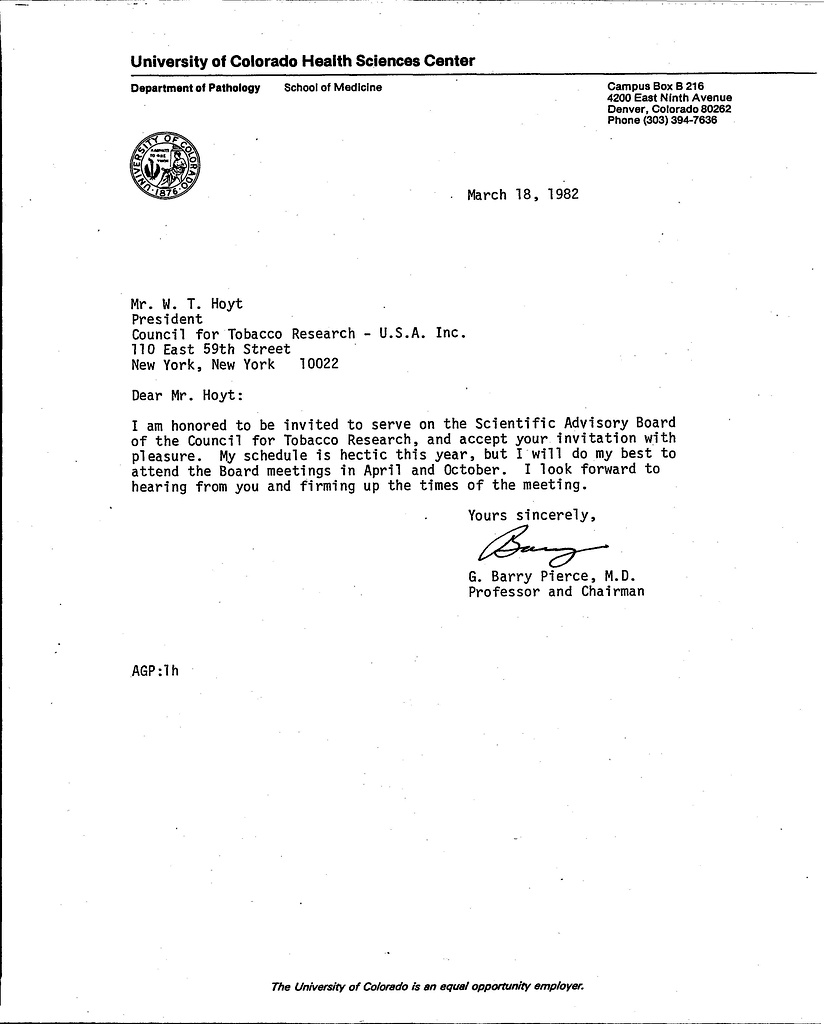 University of Colorado Health Sciences Center
Department of Pathology School of Medicine
Campus Box B 216
4200 East Ninth Avenue
Denver, Colorado 80262
Phone (303) 394-7636
UNIVERSITY OF COLORADO
1876
March 18, 1982
Mr. W. T. Hoyt
President
Council for Tobacco Research - U.S.A. Inc.
110 East 59th Street
New York, New York 10022
Dear Mr. Hoyt:
I am honored to be invited to serve on the Scientific Advisory Board
of the Council for Tobacco Research, and accept your invitation with
pleasure. My schedule is hectic this year, but I will do my best to
attend the Board meetings in April and October. I look forward to
hearing from you and firming up the times of the meeting.
Yours sincerely,
Barry
G. Barry Pierce, M.D.
Professor and Chairman
AGP:lh
The University of Colorado is an equal opportunity employer.